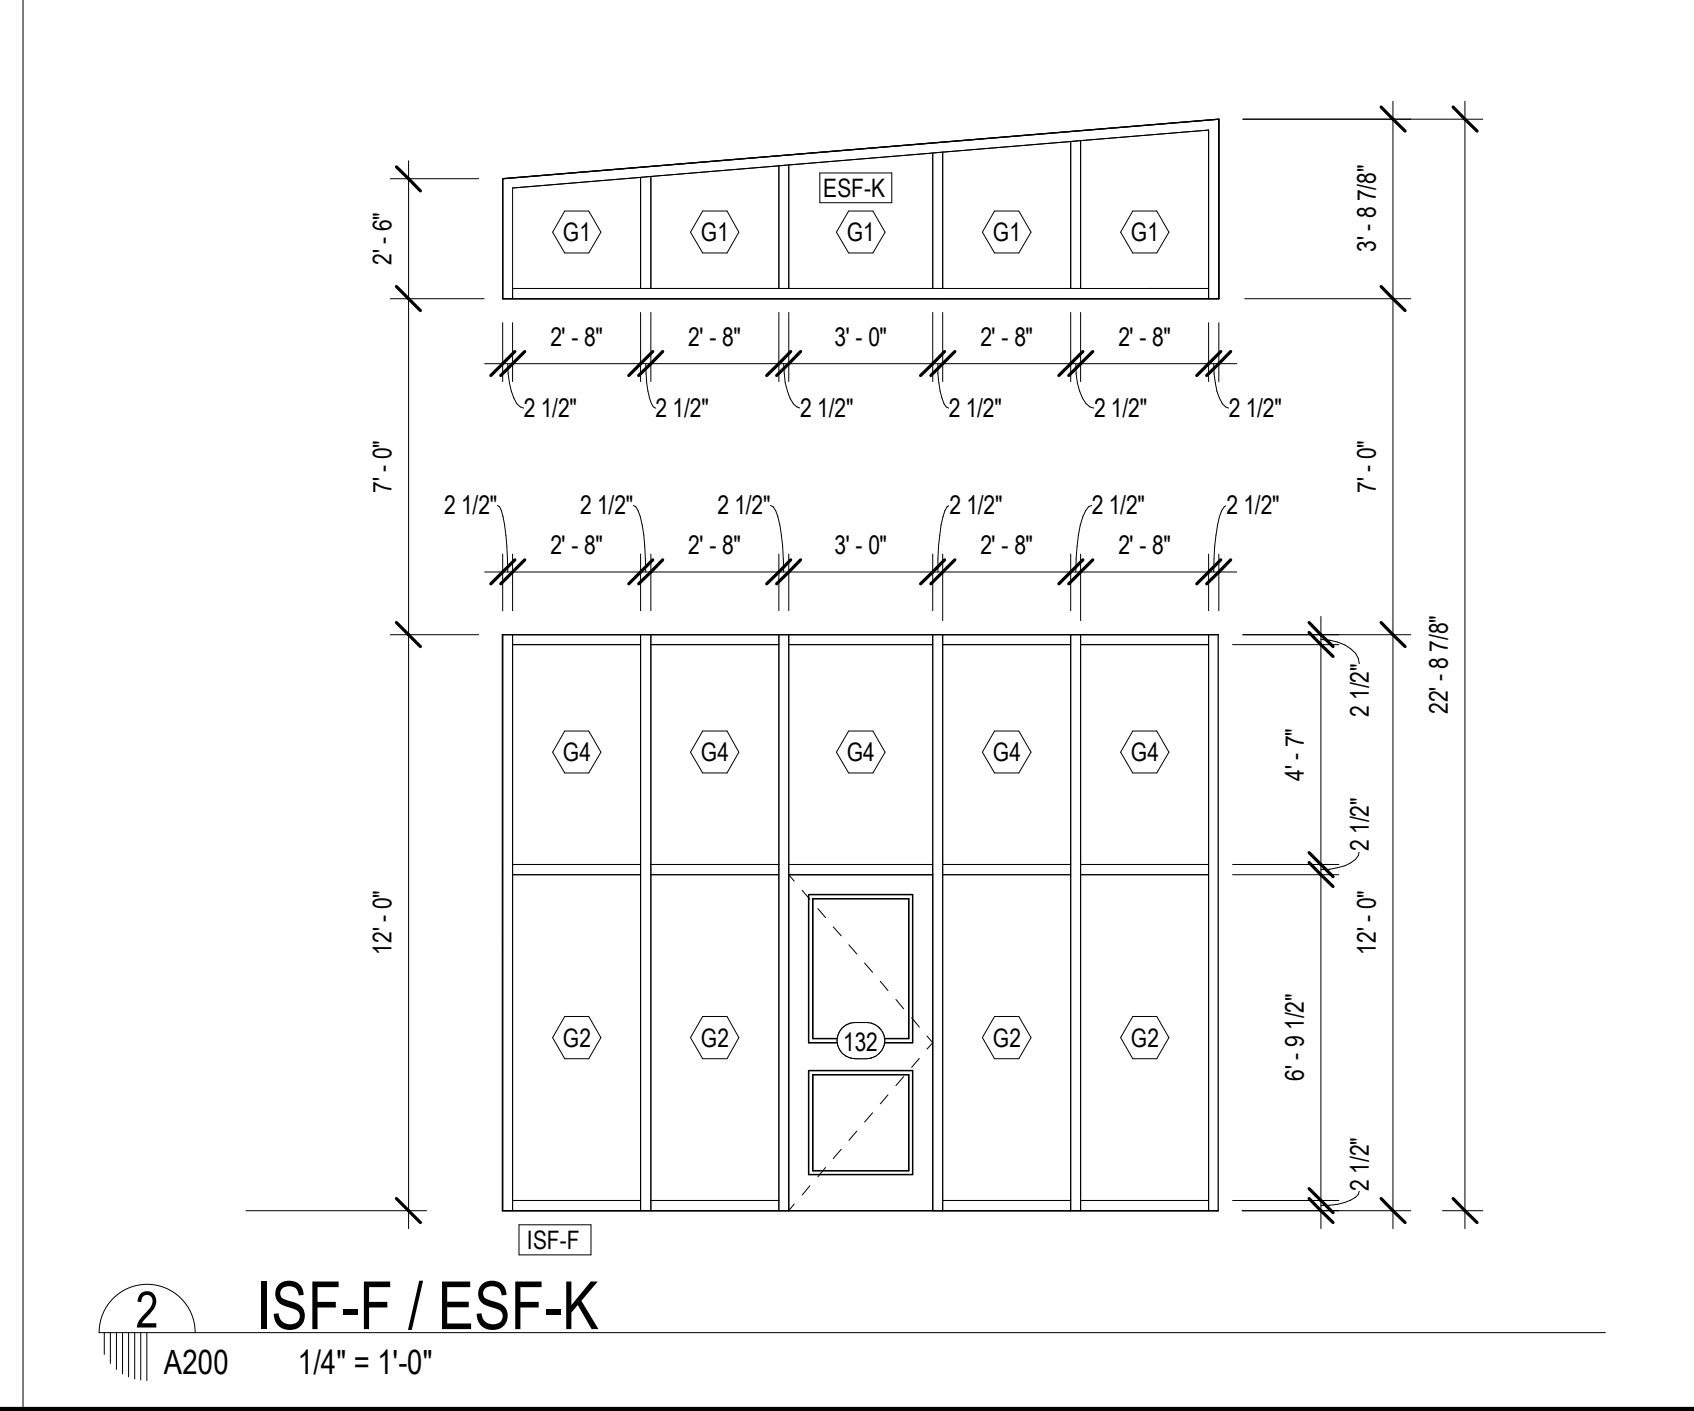 ESF-K
G1 G1 G1 G1 G1
2' - 6"
3' - 8 7/8"
2' - 8" 2' - 8" 3' - 0" 2' - 8" 2' - 8"
2 1/2" 2 1/2" 2 1/2" 2 1/2" 2 1/2" 2 1/2"
7' - 0"
7' - 0"
2 1/2" 2 1/2" 2 1/2" 2 1/2" 2 1/2" 2 1/2"
2' - 8" 2' - 8" 3' - 0" 2' - 8" 2' - 8"
22' - 8 7/8"
2 1/2"
G4 G4 G4 G4 G4
4' - 7"
2 1/2"
12' - 0"
12' - 0"
G2 G2 132 G2 G2
6' - 9 1/2"
2 1/2"
ISF-F
2 ISF-F / ESF-K
A200 1/4" = 1'-0"